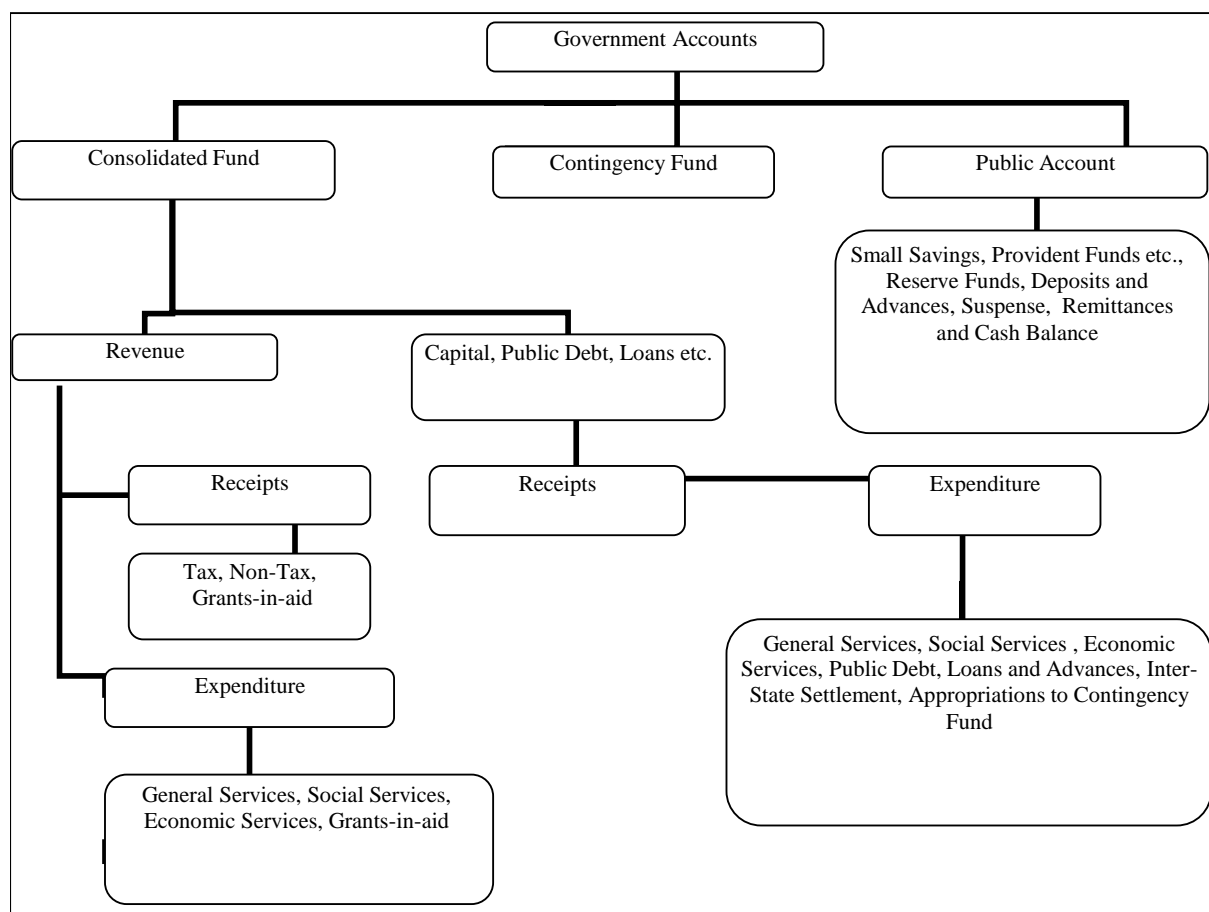 Government Accounts
Consolidated Fund
Contingency Fund
Public Account
Small Savings, Provident Funds etc.,
Reserve Funds, Deposits and
Advances, Suspense, Remittances
and Cash Balance
Revenue
Capital, Public Debt, Loans etc.
Receipts
Receipts
Expenditure
Tax, Non-Tax,
Grants-in-aid
General Services, Social Services , Economic
Services, Public Debt, Loans and Advances, Inter-
State Settlement, Appropriations to Contingency
Fund
Expenditure
General Services, Social Services,
Economic Services, Grants-in-aid